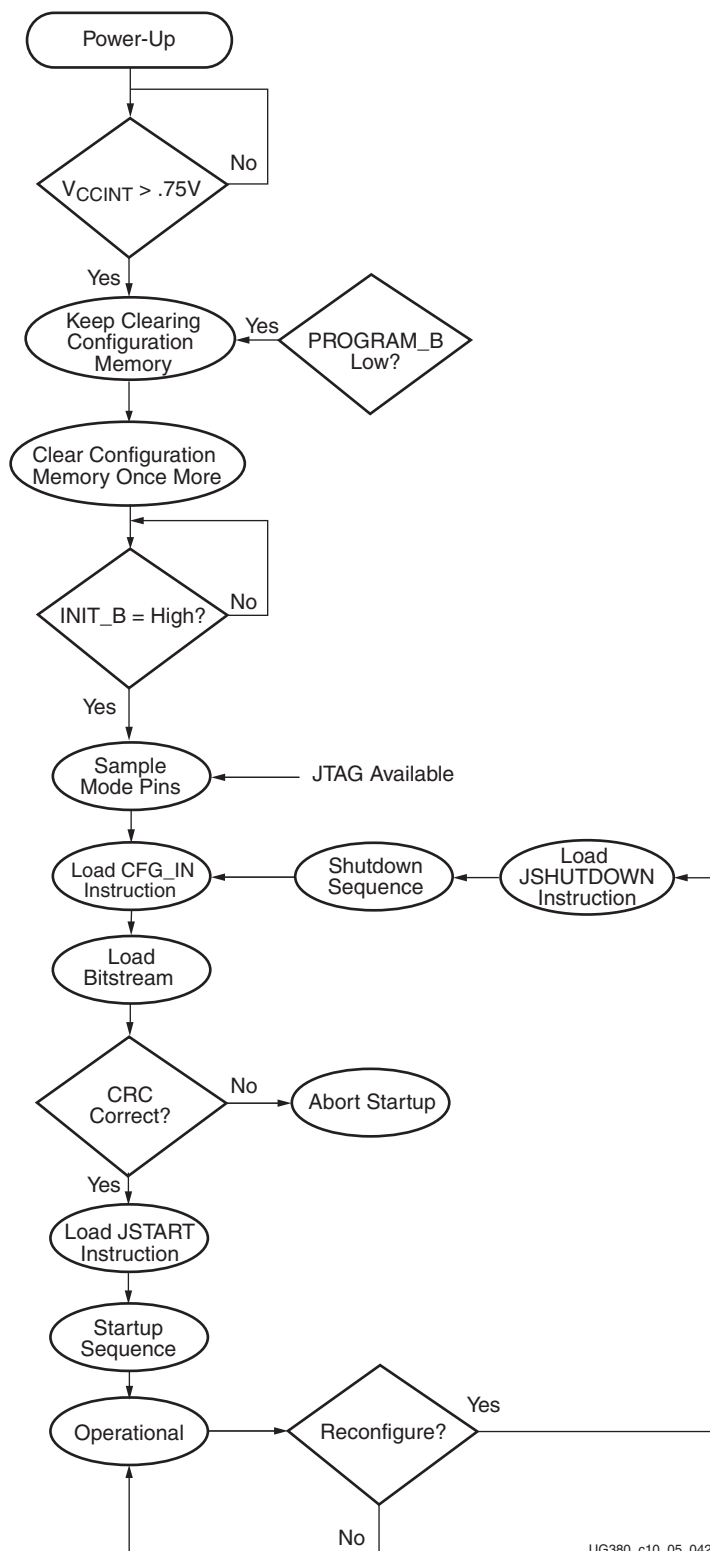 Power-Up
No
VCCINT > .75V
Yes
Keep Clearing
Configuration
Memory
Yes
PROGRAM_B
Low?
Clear Configuration
Memory Once More
INIT_B = High?
No
Yes
Sample
Mode Pins
JTAG Available
Load CFG_IN
Instruction
Shutdown
Sequence
Load
JSHUTDOWN
Instruction
Load
Bitstream
CRC
Correct?
No
Abort Startup
Yes
Load JSTART
Instruction
Startup
Sequence
Operational
Reconfigure?
Yes
No
UG380_c10_05_042